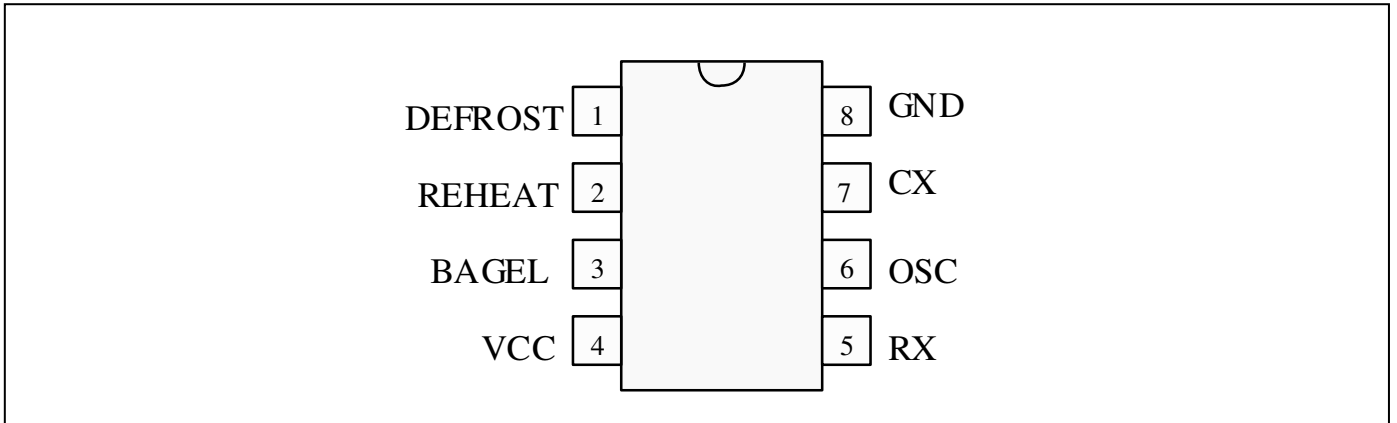 DEFROST 1 8 GND
REHEAT 2 7 CX
BAGEL 3 6 OSC
VCC 4 5 RX